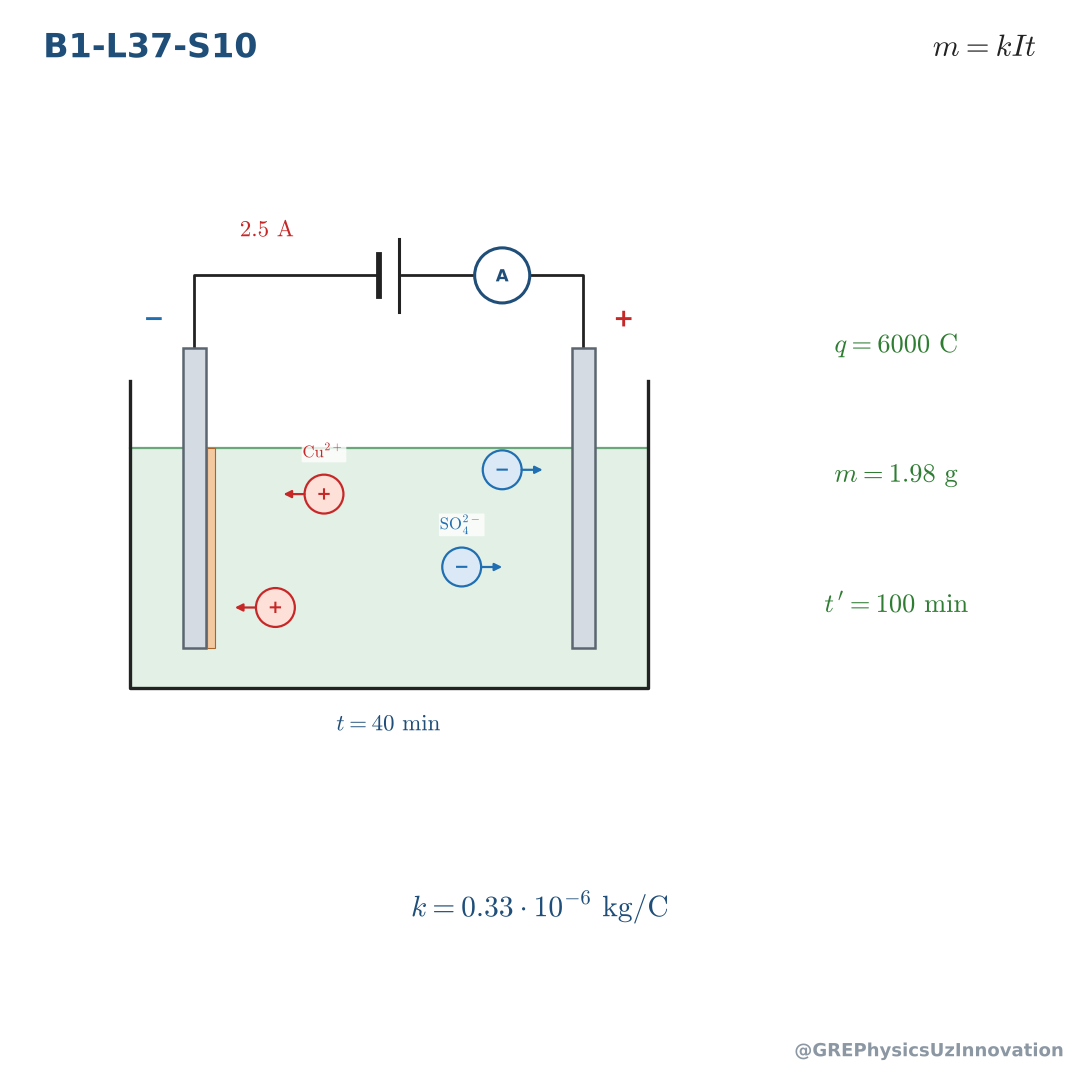 B1-L37-S10
m = kIt
2.5 A
A
− +
q = 6000 C
Cu²⁺
−
+
m = 1.98 g
SO₄²⁻
−
+
t′ = 100 min
t = 40 min
k = 0.33 · 10⁻⁶ kg/C
@GREPhysicsUzInnovation